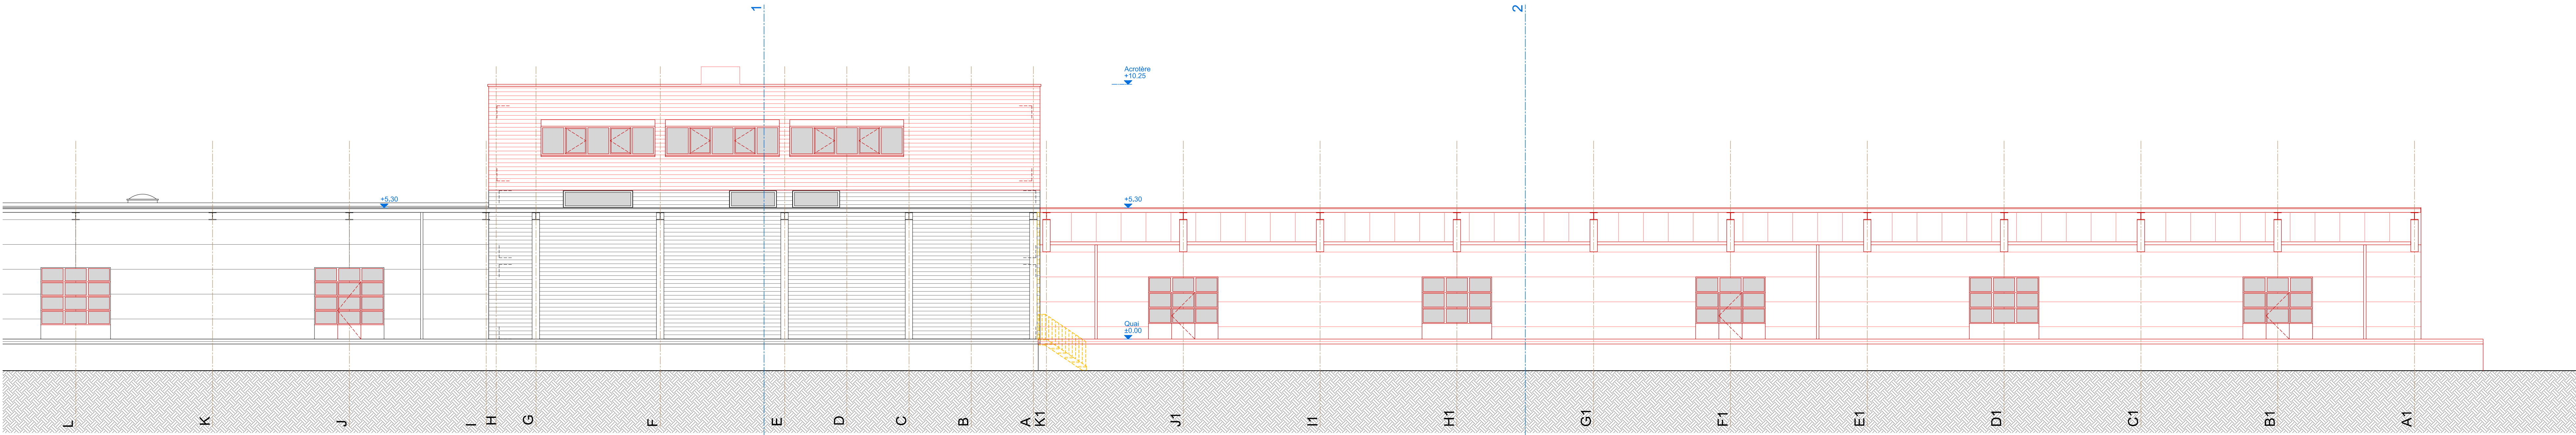 1
2
Acrotère
+10.25
+5.30
+5.30
Quai
±0.00
L
K
J
I
H
G
F
E
D
C
B
A
K1
J1
I1
H1
G1
F1
E1
D1
C1
B1
A1